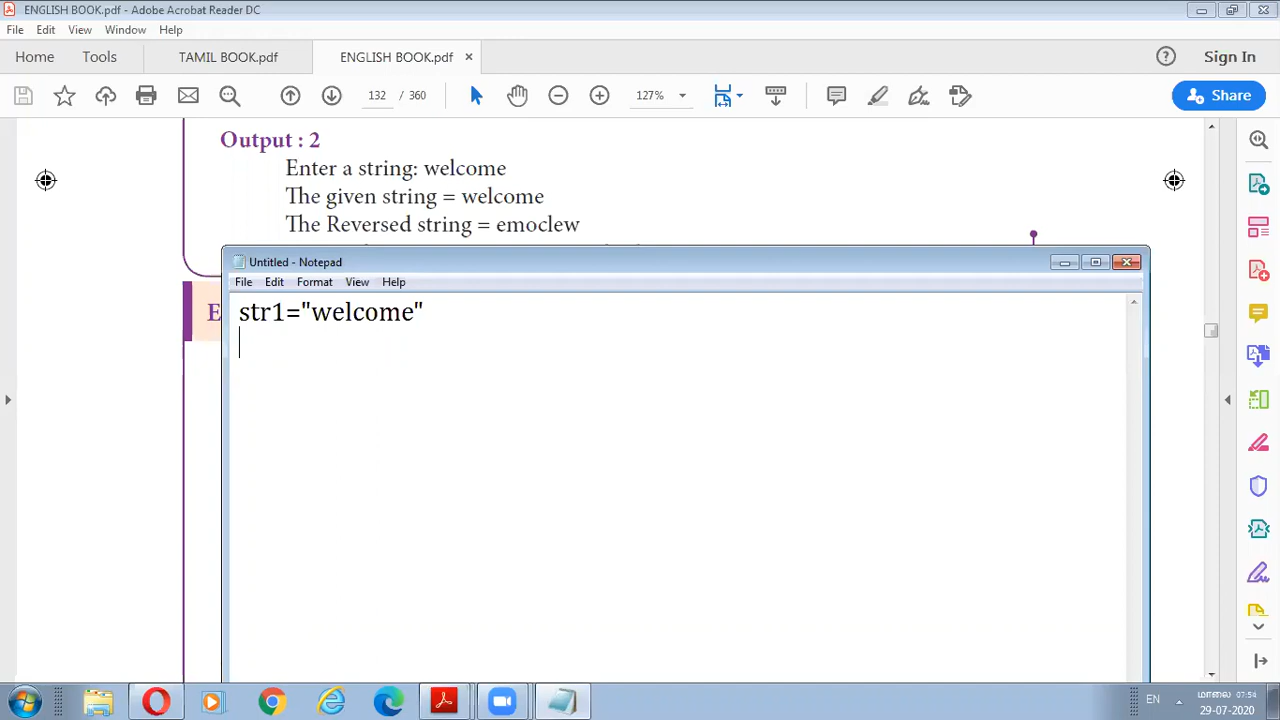 ENGLISH BOOK.pdf - Adobe Acrobat Reader DC
File Edit View Window Help
Home Tools TAMIL BOOK.pdf ENGLISH BOOK.pdf × Sign In
132 / 360 127% Share
Output : 2
Enter a string: welcome
The given string = welcome
The Reversed string = emoclew
Untitled - Notepad
File Edit Format View Help
str1="welcome"
E
EN
மாலை 07:54
29-07-2020